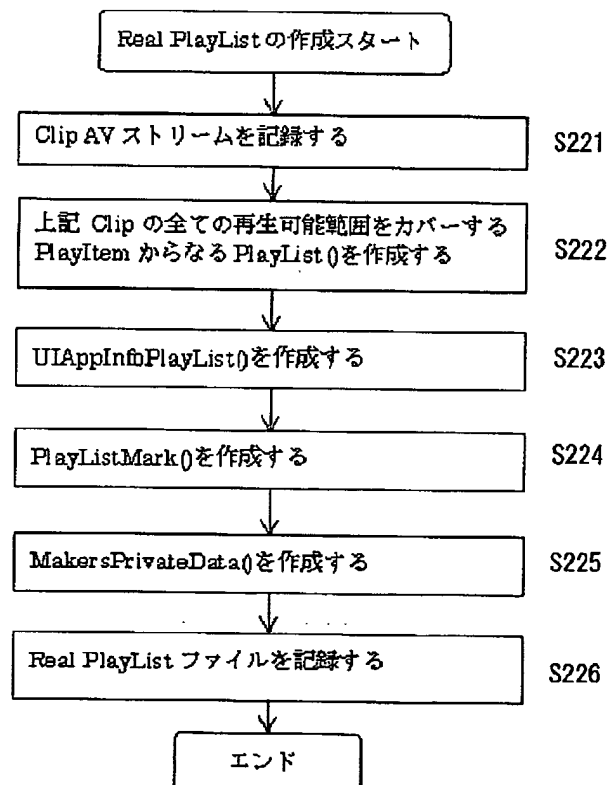 Real PlayListの作成スタート
Clip AV ストリームを記録する
S221
上記 Clip の全ての再生可能範囲をカバーする
PlayItem からなる PlayList()を作成する
S222
UIAppInfoPlayList()を作成する
S223
PlayListMark()を作成する
S224
MakersPrivateData()を作成する
S225
Real PlayList ファイルを記録する
S226
エンド